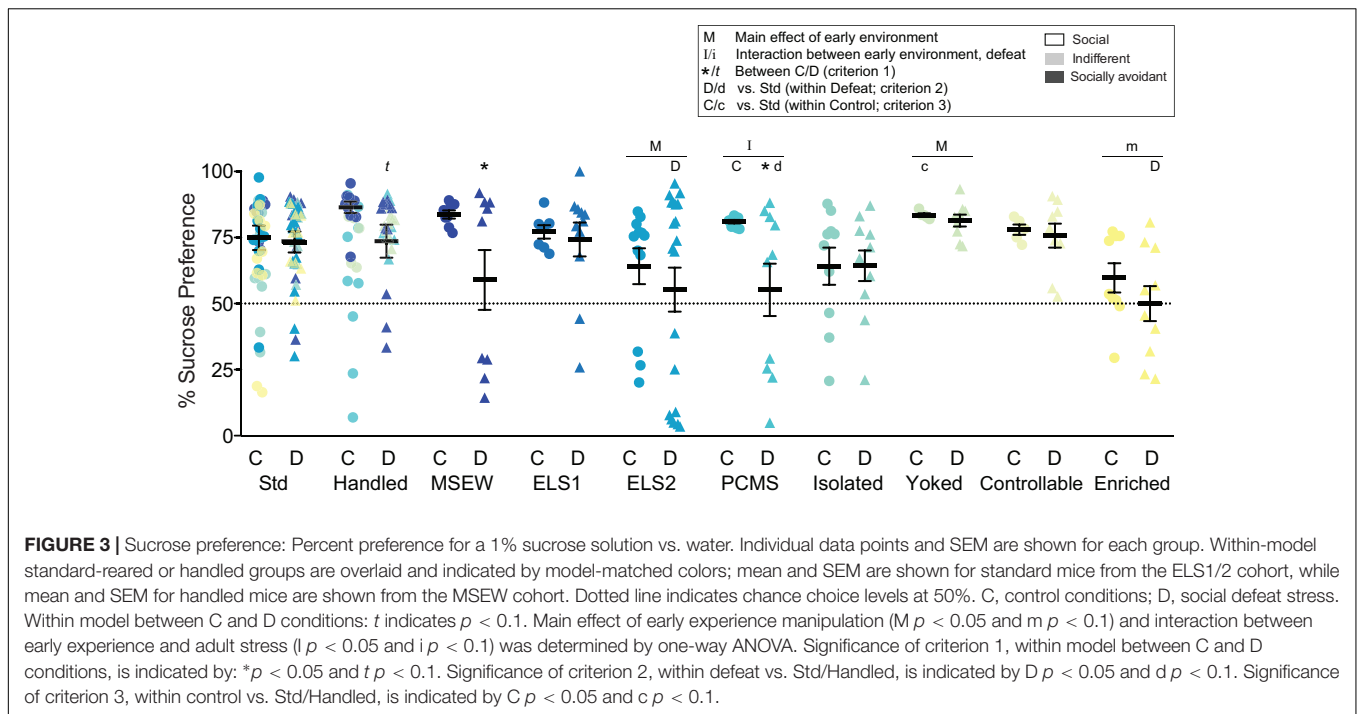 M Main effect of early environment
I/i Interaction between early environment, defeat
*/t Between C/D (criterion 1)
D/d vs. Std (within Defeat; criterion 2)
C/c vs. Std (within Control; criterion 3)
Social
Indifferent
Socially avoidant
M I M m
t * D C * d c D
% Sucrose Preference
100
75
50
25
0
C D C D C D C D C D C D C D C D C D C D
Std Handled MSEW ELS1 ELS2 PCMS Isolated Yoked Controllable Enriched
FIGURE 3 | Sucrose preference: Percent preference for a 1% sucrose solution vs. water. Individual data points and SEM are shown for each group. Within-model
standard-reared or handled groups are overlaid and indicated by model-matched colors; mean and SEM are shown for standard mice from the ELS1/2 cohort, while
mean and SEM for handled mice are shown from the MSEW cohort. Dotted line indicates chance choice levels at 50%. C, control conditions; D, social defeat stress.
Within model between C and D conditions: t indicates p < 0.1. Main effect of early experience manipulation (M p < 0.05 and m p < 0.1) and interaction between
early experience and adult stress (I p < 0.05 and i p < 0.1) was determined by one-way ANOVA. Significance of criterion 1, within model between C and D
conditions, is indicated by: *p < 0.05 and t p < 0.1. Significance of criterion 2, within defeat vs. Std/Handled, is indicated by D p < 0.05 and d p < 0.1. Significance
of criterion 3, within control vs. Std/Handled, is indicated by C p < 0.05 and c p < 0.1.